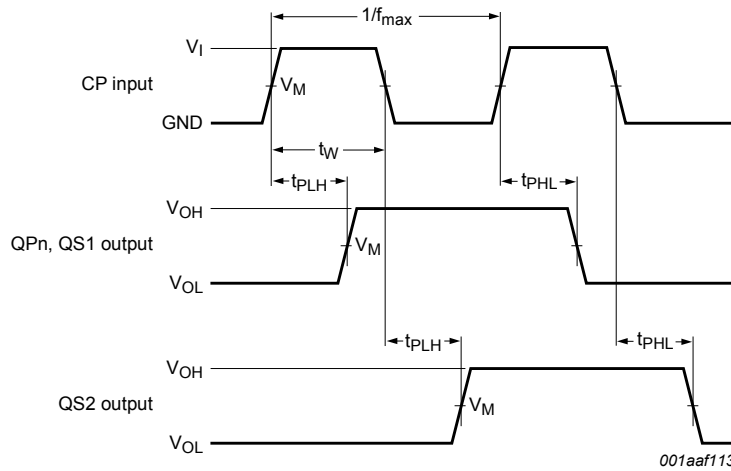 1/fmax
VI
CP input
VM
GND
tW
tPLH
tPHL
VOH
QPn, QS1 output
VM
VOL
tPLH
tPHL
VOH
QS2 output
VM
VOL
001aaf113